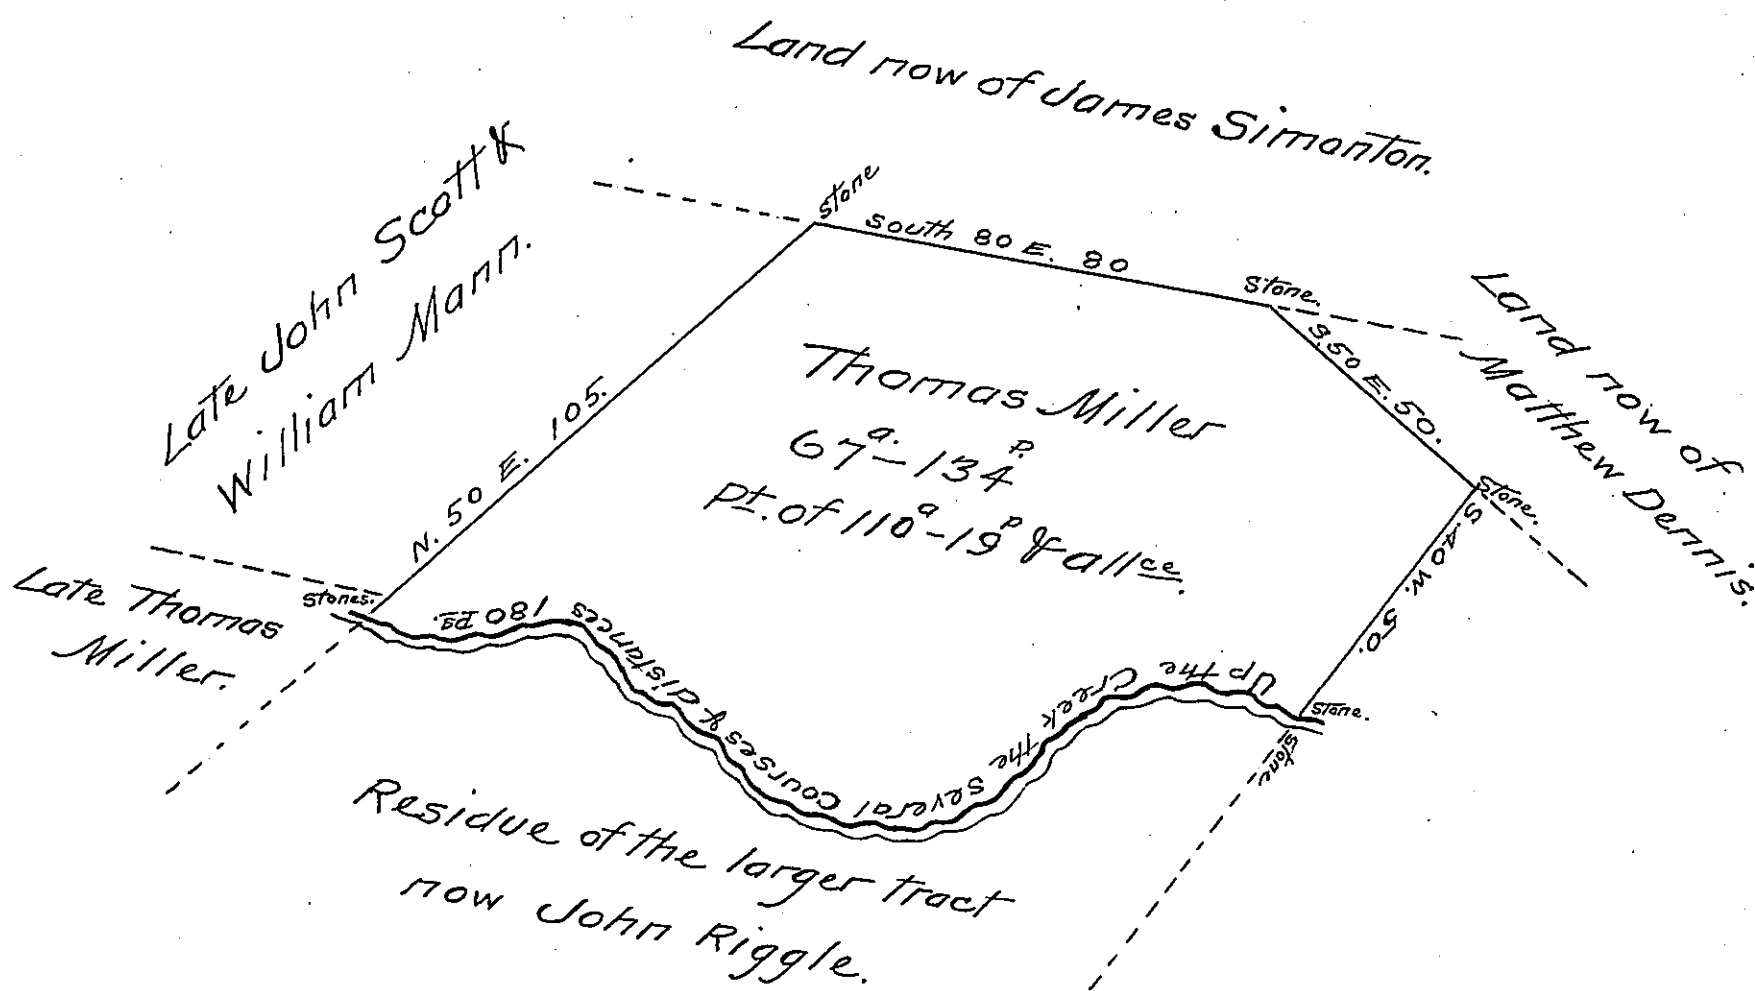 Land now of James Simonton.
Late John Scott &
William Mann.
stone
South 80 E. 80
Stone.
Land now of
Matthew Dennis.
S.50 E. 50.
N. 50 E. 105.
Thomas Miller
67a.–134p.
Pt. of 110a–19p & allce.
Stone.
S 40 W. 50.
Late Thomas
Miller.
Stones.
Up the Creek the several courses & distances 180 ps.
Stone.
Stone
Residue of the larger tract
now John Riggle.